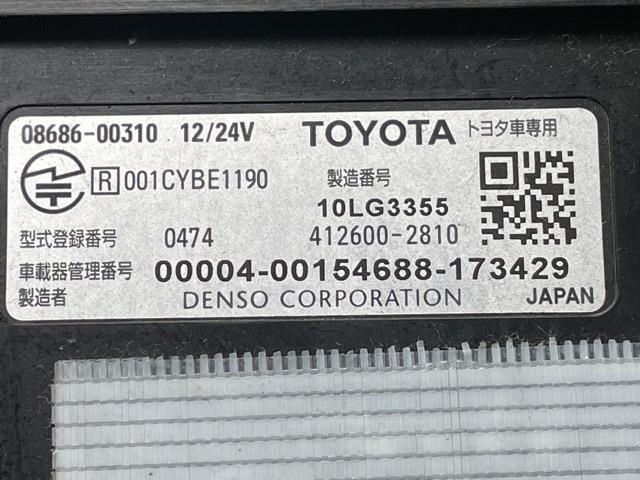 08686-00310 12/24V TOYOTA トヨタ車専用
R 001CYBE1190 製造番号
10LG3355
型式登録番号 0474 412600-2810
車載器管理番号 00004-00154688-173429
製造者 DENSO CORPORATION JAPAN